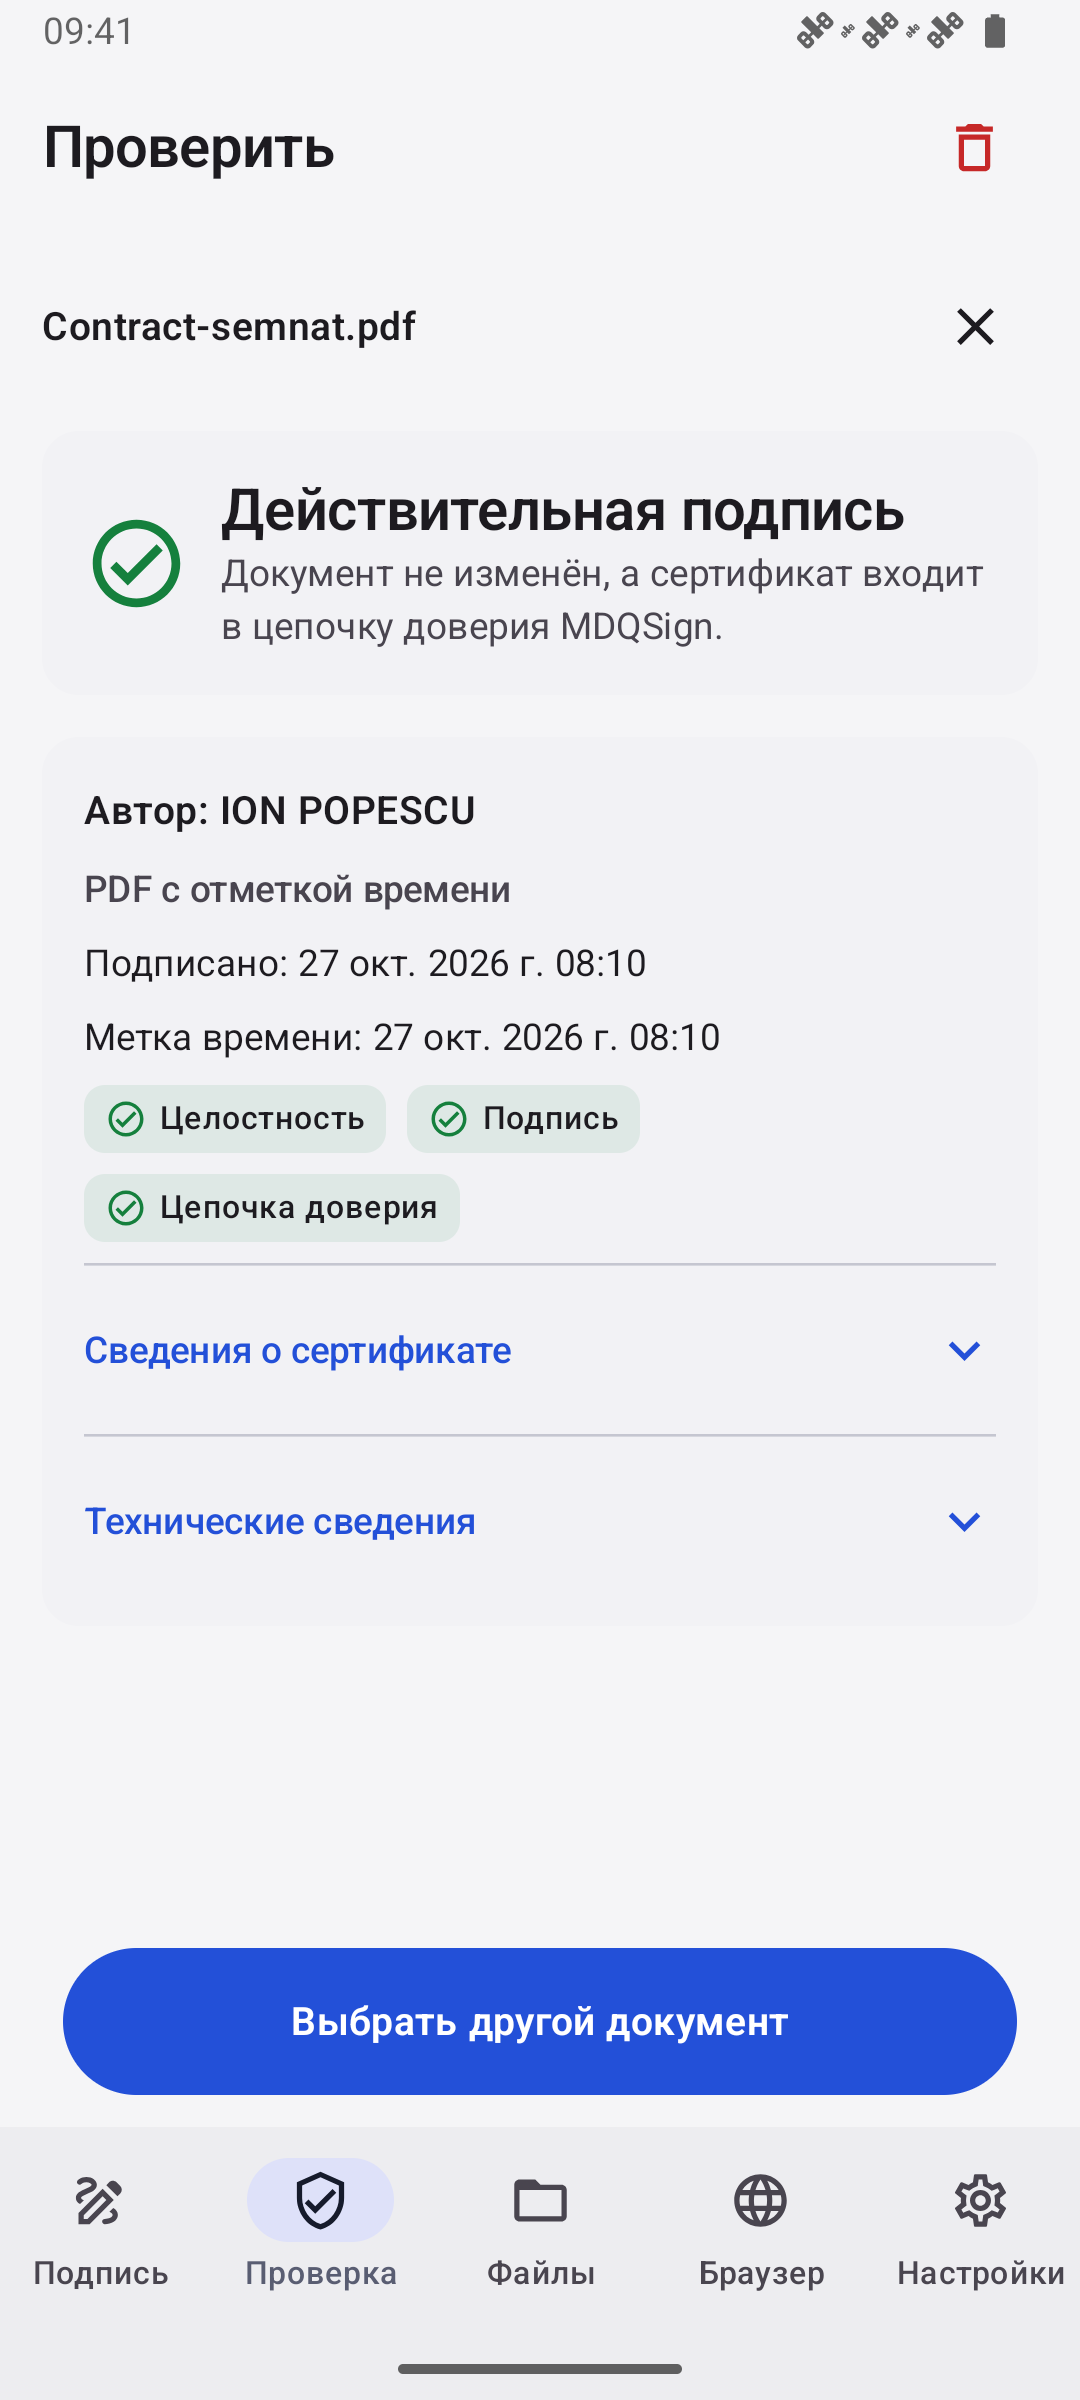 09:41
Проверить
Contract-semnat.pdf
Действительная подпись
Документ не изменён, а сертификат входит
в цепочку доверия MDQSign.
Автор: ION POPESCU
PDF с отметкой времени
Подписано: 27 окт. 2026 г. 08:10
Метка времени: 27 окт. 2026 г. 08:10
Целостность Подпись
Цепочка доверия
Сведения о сертификате
Технические сведения
Выбрать другой документ
Подпись Проверка Файлы Браузер Настройки